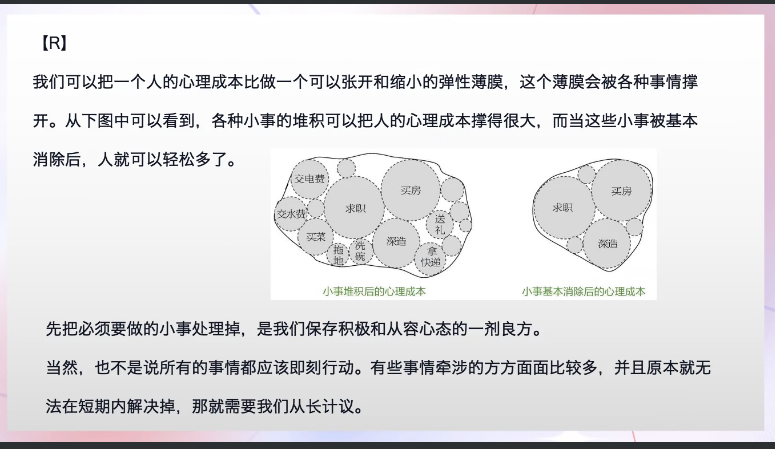 【R】
我们可以把一个人的心理成本比做一个可以张开和缩小的弹性薄膜，这个薄膜会被各种事情撑
开。从下图中可以看到，各种小事的堆积可以把人的心理成本撑得很大，而当这些小事被基本
消除后，人就可以轻松多了。
交电费
买房
求职
交水费
送
礼
买菜
深造
拖
地
洗
碗
拿
快递
小事堆积后的心理成本
买房
求职
深造
小事基本消除后的心理成本
先把必须要做的小事处理掉，是我们保存积极和从容心态的一剂良方。
当然，也不是说所有的事情都应该即刻行动。有些事情牵涉的方方面面比较多，并且原本就无
法在短期内解决掉，那就需要我们从长计议。